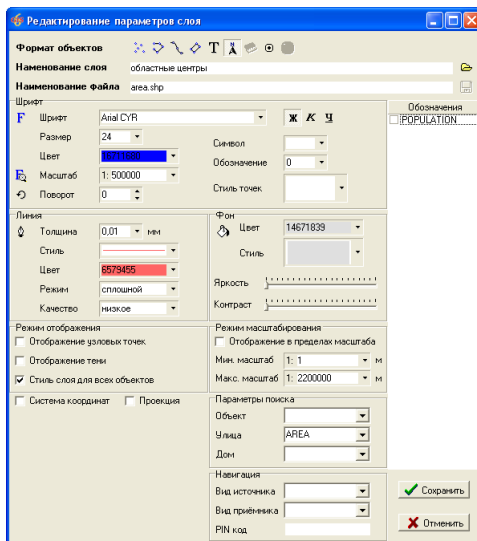 Редактирование параметров слоя
Формат объектов T
Наменование слоя областные центры
Наименование файла area.shp
Шрифт
F Шрифт Arial CYR Ж К Ч
Размер 24
Цвет
Масштаб 1: 500000
Поворот 0
Символ
Обозначение 0
Стиль точек
Обозначения
POPULATION
Линия
Толщина 0,01 мм
Стиль
Цвет 6579455
Режим сплошной
Качество низкое
Фон
Цвет 14671839
Стиль
Яркость
Контраст
Режим отображения
Отображение узловых точек
Отображение тени
Стиль слоя для всех объектов
Режим масштабирования
Отображение в пределах масштаба
Мин. масштаб 1: 1 м
Макс. масштаб 1: 2200000 м
Система координат Проекция
Параметры поиска
Объект
Улица AREA
Дом
Навигация
Вид источника
Вид приёмника
PIN код
Сохранить
Отменить